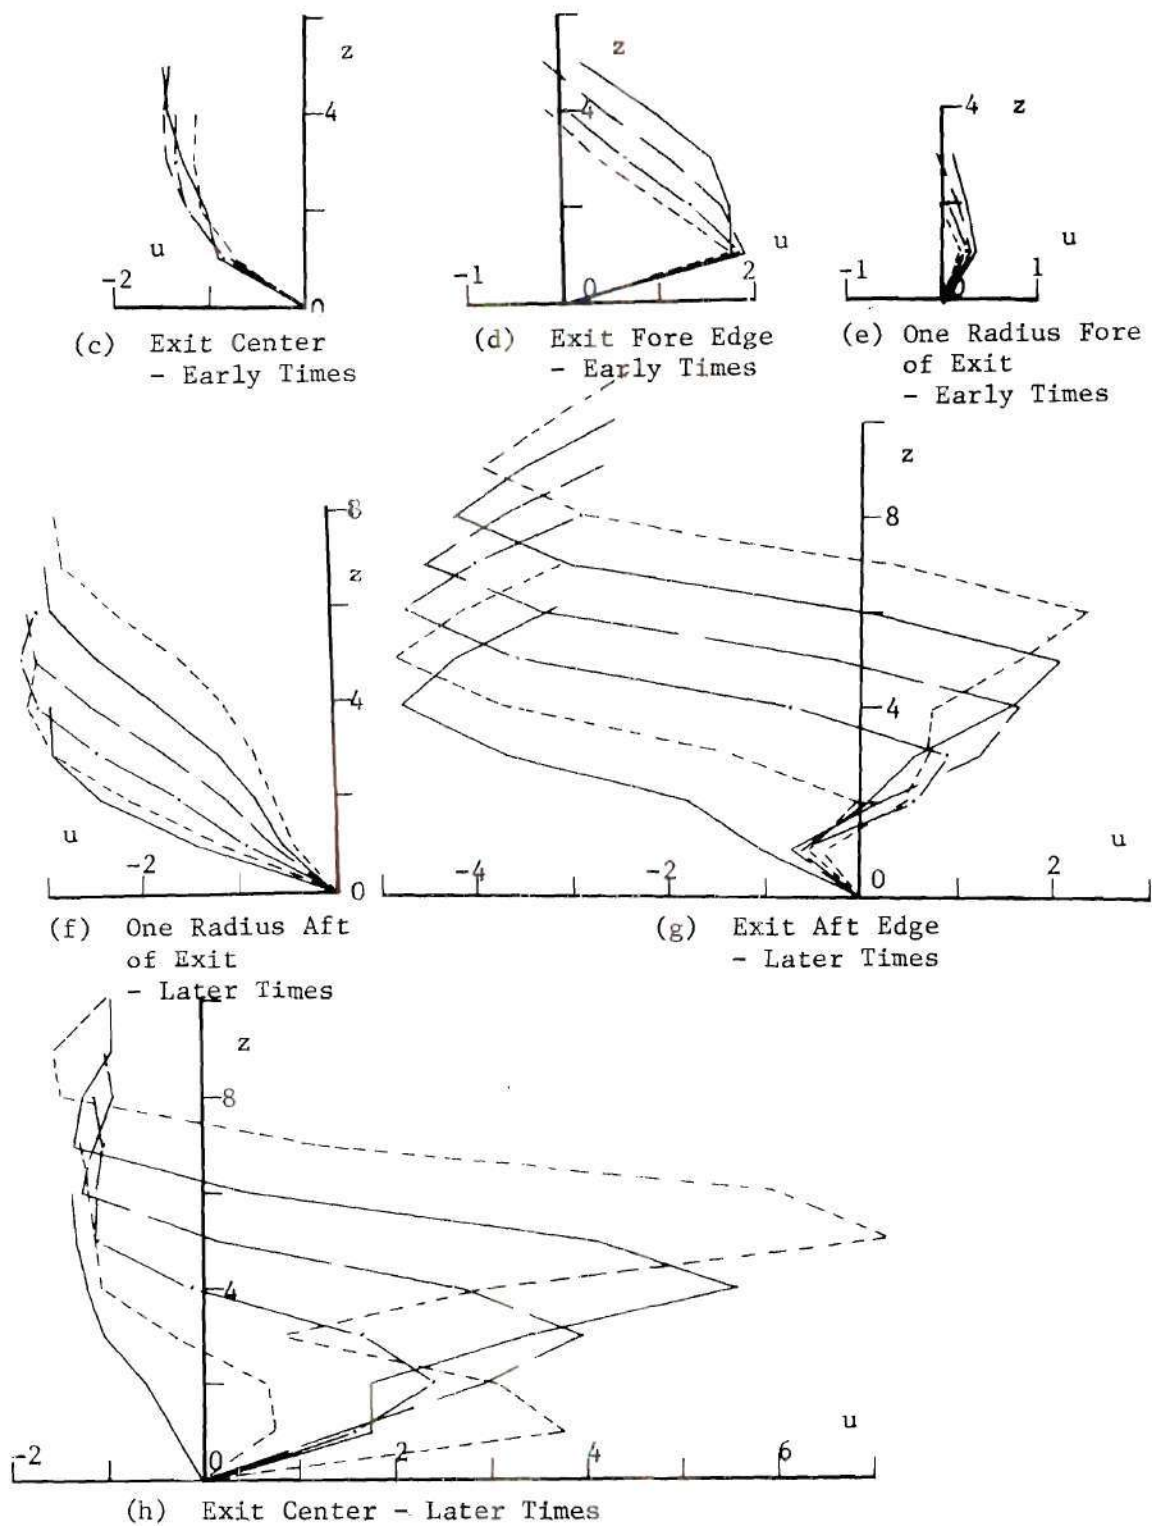 z
4
u
-2
0
(c) Exit Center
- Early Times
z
4
u
-1
0
2
(d) Exit Fore Edge
- Early Times
4
z
u
-1
0
1
(e) One Radius Fore
of Exit
- Early Times
8
z
4
u
-2
0
(f) One Radius Aft
of Exit
- Later Times
z
8
4
u
-4
-2
0
2
(g) Exit Aft Edge
- Later Times
z
8
4
u
-2
0
2
4
6
(h) Exit Center - Later Times